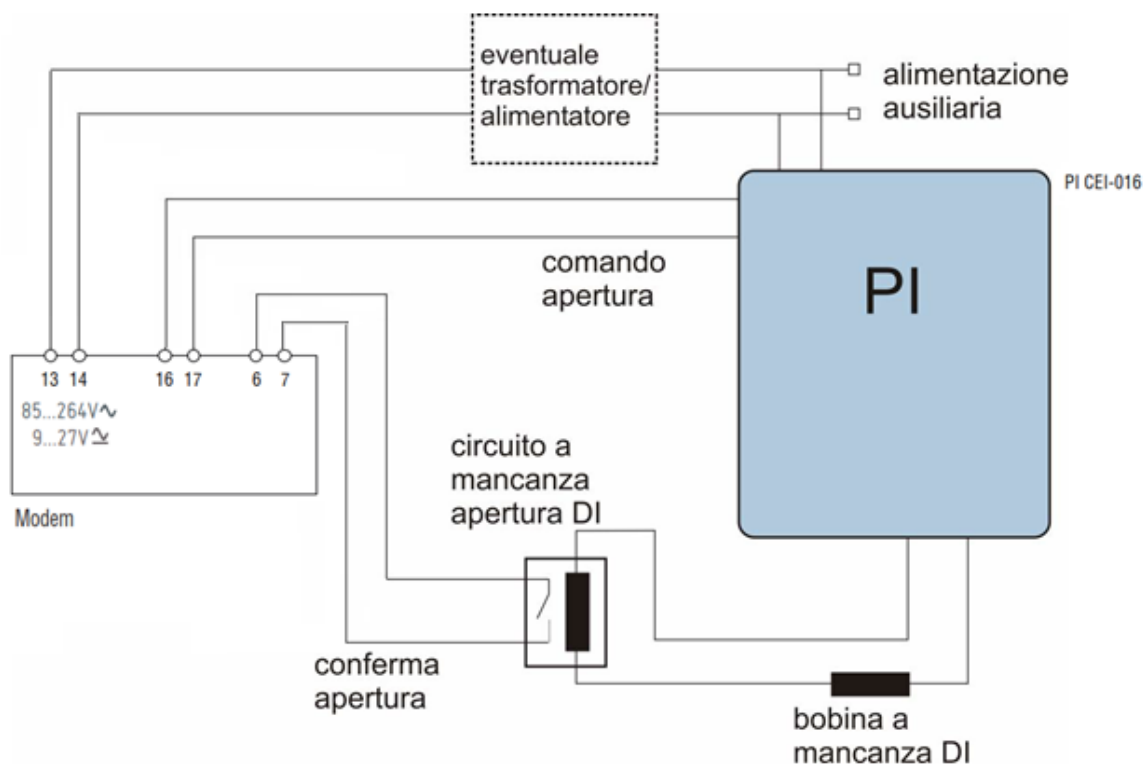 eventuale
trasformatore/
alimentatore
alimentazione
ausiliaria
PI CEI-016
comando
apertura
PI
13 14 16 17 6 7
85...264V∿
9...27V⎓∿
Modem
circuito a
mancanza
apertura DI
conferma
apertura
bobina a
mancanza DI